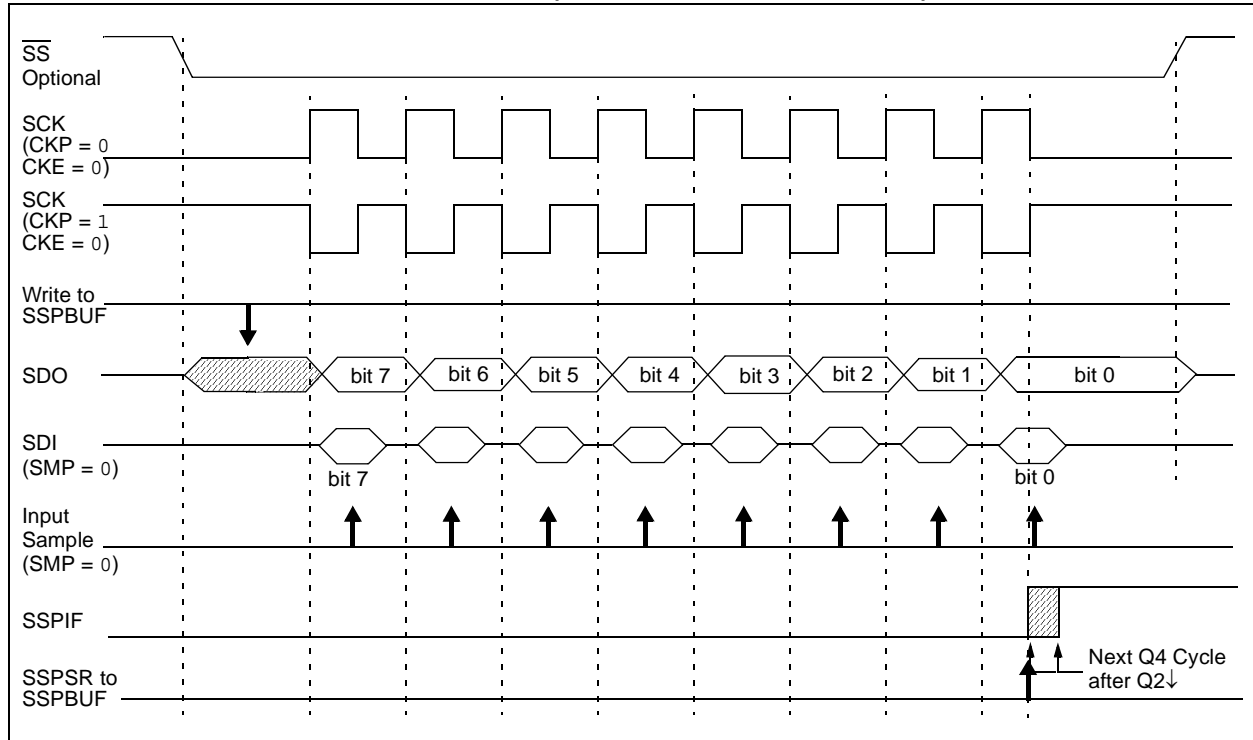 SS
Optional
SCK
(CKP = 0
CKE = 0)
SCK
(CKP = 1
CKE = 0)
Write to
SSPBUF
SDO
bit 7
bit 6
bit 5
bit 4
bit 3
bit 2
bit 1
bit 0
SDI
(SMP = 0)
bit 7
bit 0
Input
Sample
(SMP = 0)
SSPIF
Next Q4 Cycle
after Q2↓
SSPSR to
SSPBUF